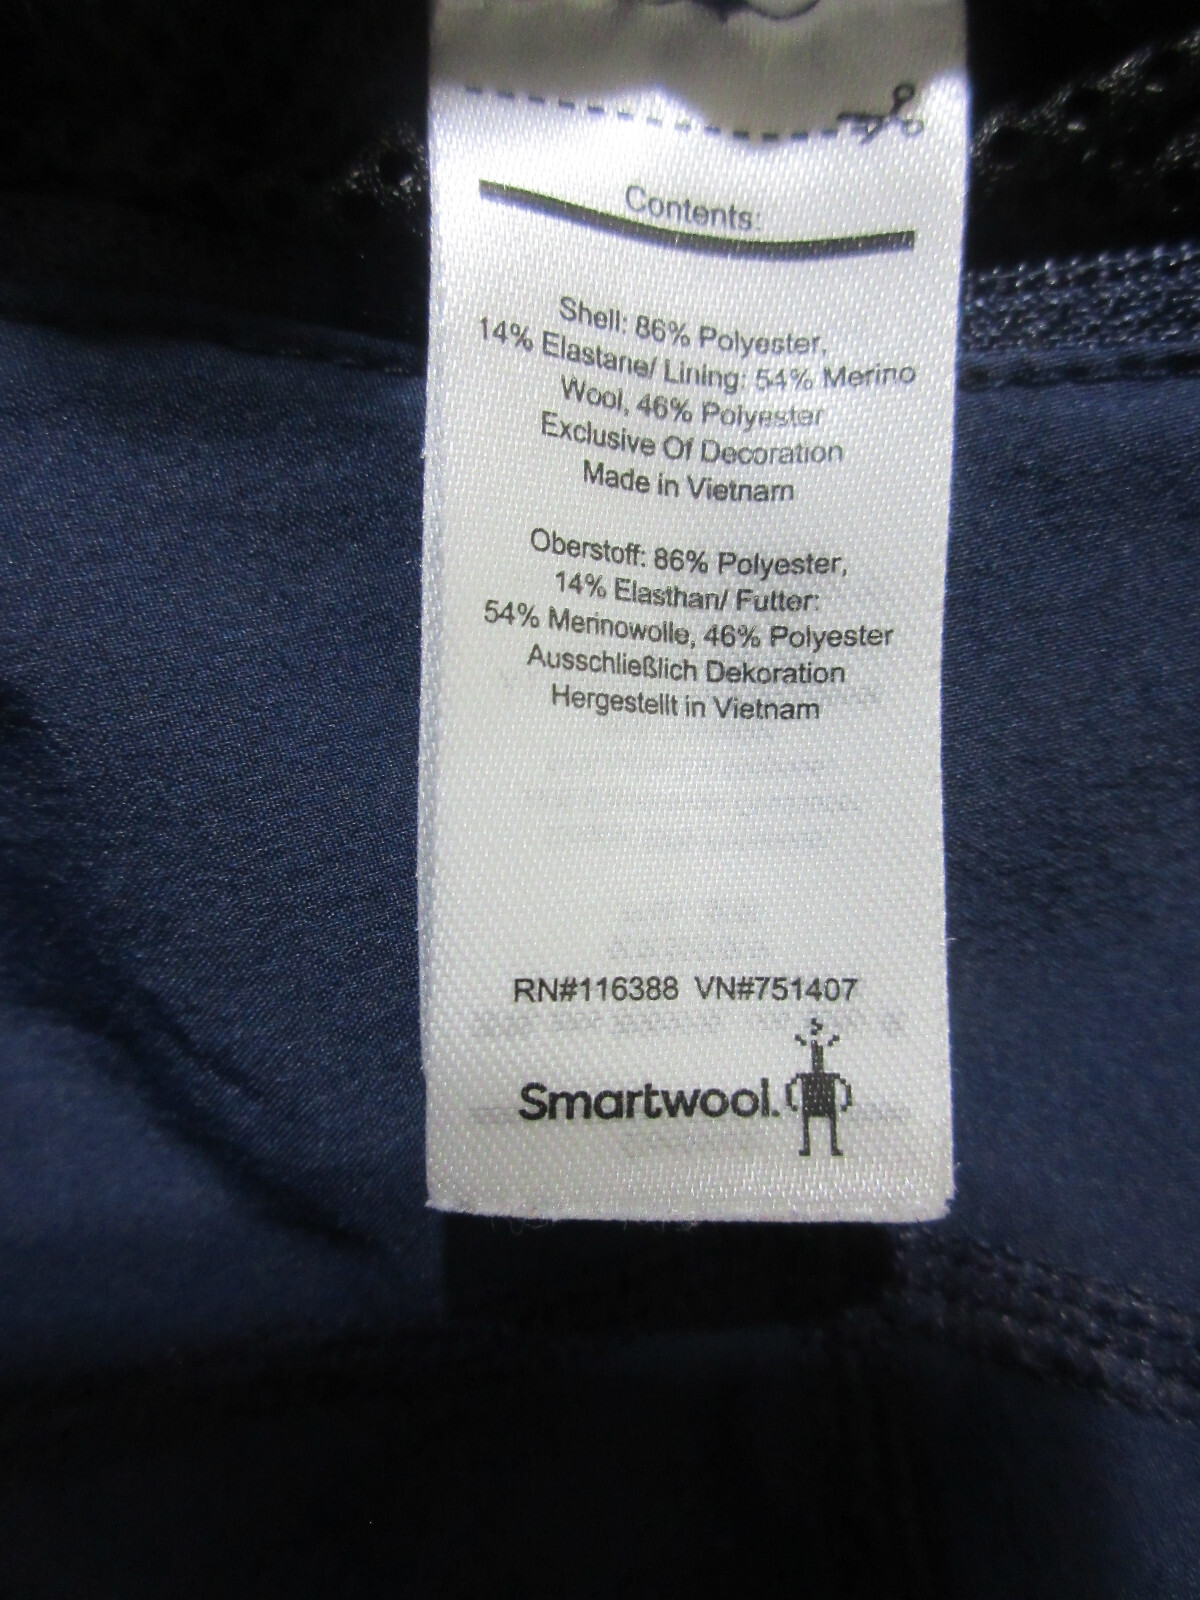 Contents:
Shell: 86% Polyester,
14% Elastane/ Lining: 54% Merino
Wool, 46% Polyester
Exclusive Of Decoration
Made in Vietnam
Oberstoff: 86% Polyester,
14% Elasthan/ Futter:
54% Merinowolle, 46% Polyester
Ausschließlich Dekoration
Hergestellt in Vietnam
RN#116388 VN#751407
Smartwool.